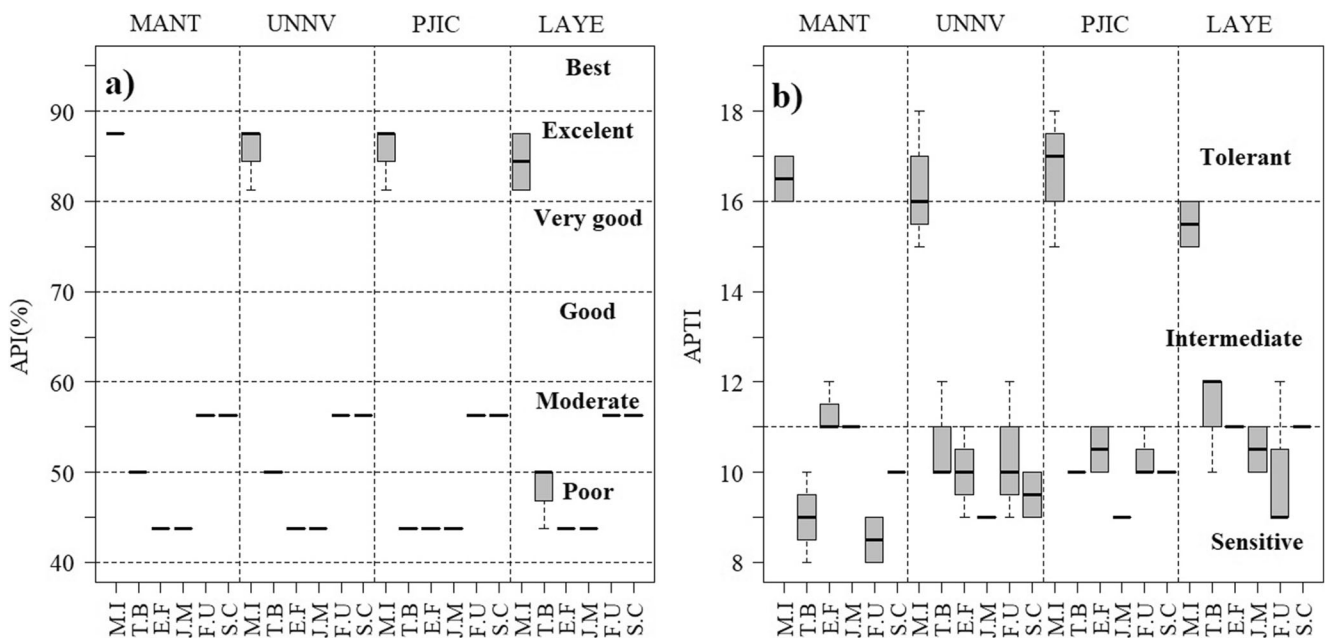 MANT UNNV PJIC LAYE
a)
Best
90
Excelent
80
Very good
70
Good
60
Moderate
50
Poor
40
API(%)
M.I T.B E.F J.M F.U S.C M.I T.B E.F J.M F.U S.C M.I T.B E.F J.M F.U S.C M.I T.B E.F J.M F.U S.C
MANT UNNV PJIC LAYE
b)
18
Tolerant
16
14
Intermediate
12
10
Sensitive
8
APTI
M.I T.B E.F J.M F.U S.C M.I T.B E.F J.M F.U S.C M.I T.B E.F J.M F.U S.C M.I T.B E.F J.M F.U S.C